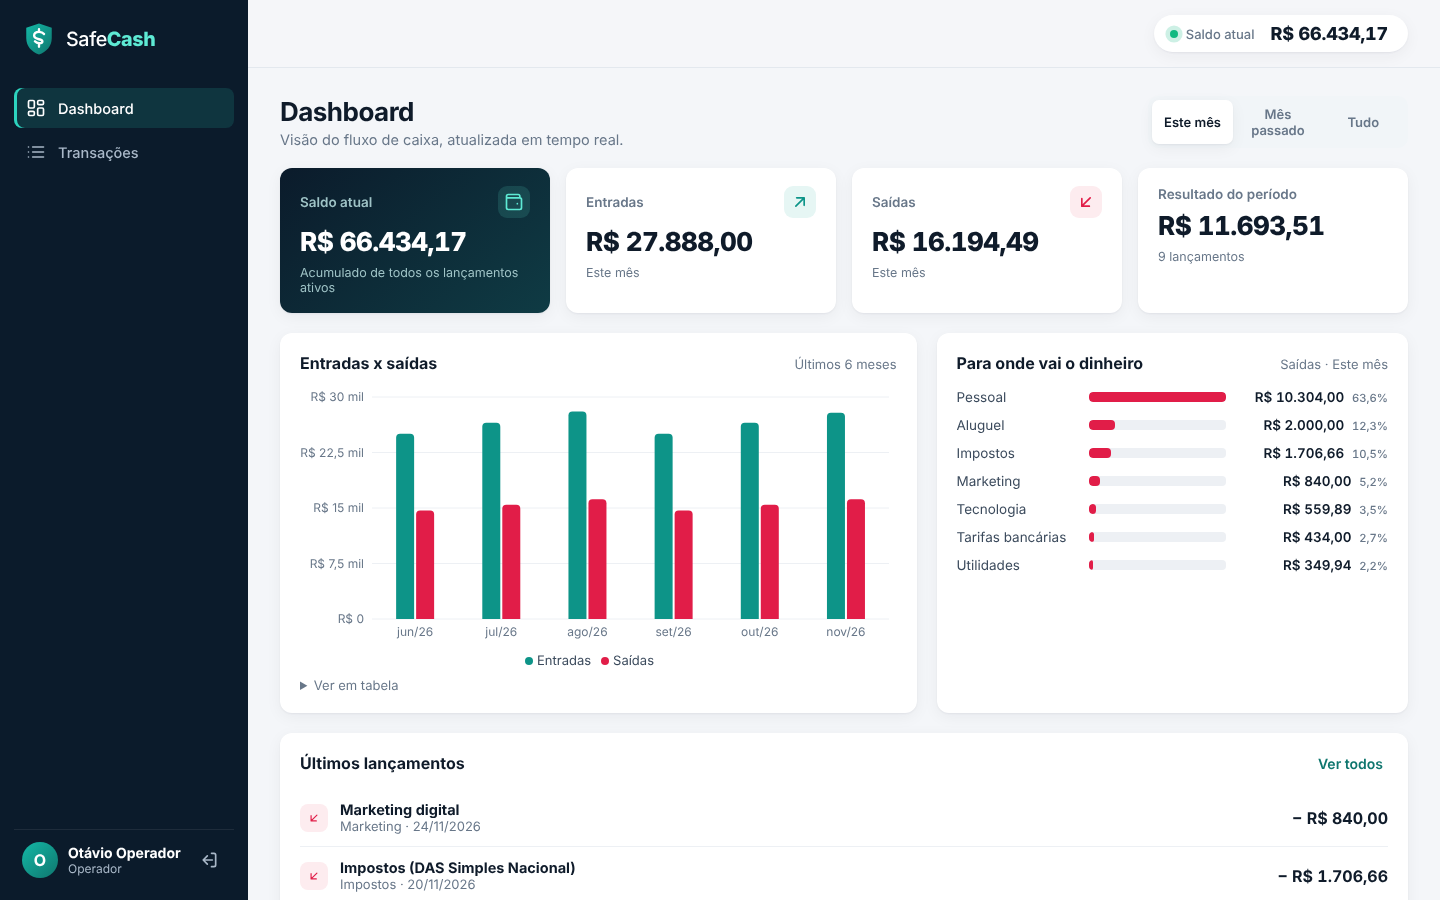 SafeCash
Saldo atual R$ 66.434,17
Dashboard
Transações
Dashboard
Visão do fluxo de caixa, atualizada em tempo real.
Este mês
Mês
passado
Tudo
Saldo atual
R$ 66.434,17
Acumulado de todos os lançamentos
ativos
Entradas
R$ 27.888,00
Este mês
Saídas
R$ 16.194,49
Este mês
Resultado do período
R$ 11.693,51
9 lançamentos
Entradas x saídas
Últimos 6 meses
R$ 30 mil
R$ 22,5 mil
R$ 15 mil
R$ 7,5 mil
R$ 0
jun/26 jul/26 ago/26 set/26 out/26 nov/26
Entradas Saídas
Ver em tabela
Para onde vai o dinheiro
Saídas · Este mês
Pessoal R$ 10.304,00 63,6%
Aluguel R$ 2.000,00 12,3%
Impostos R$ 1.706,66 10,5%
Marketing R$ 840,00 5,2%
Tecnologia R$ 559,89 3,5%
Tarifas bancárias R$ 434,00 2,7%
Utilidades R$ 349,94 2,2%
Últimos lançamentos
Ver todos
Marketing digital
Marketing · 24/11/2026
− R$ 840,00
Impostos (DAS Simples Nacional)
Impostos · 20/11/2026
− R$ 1.706,66
O
Otávio Operador
Operador